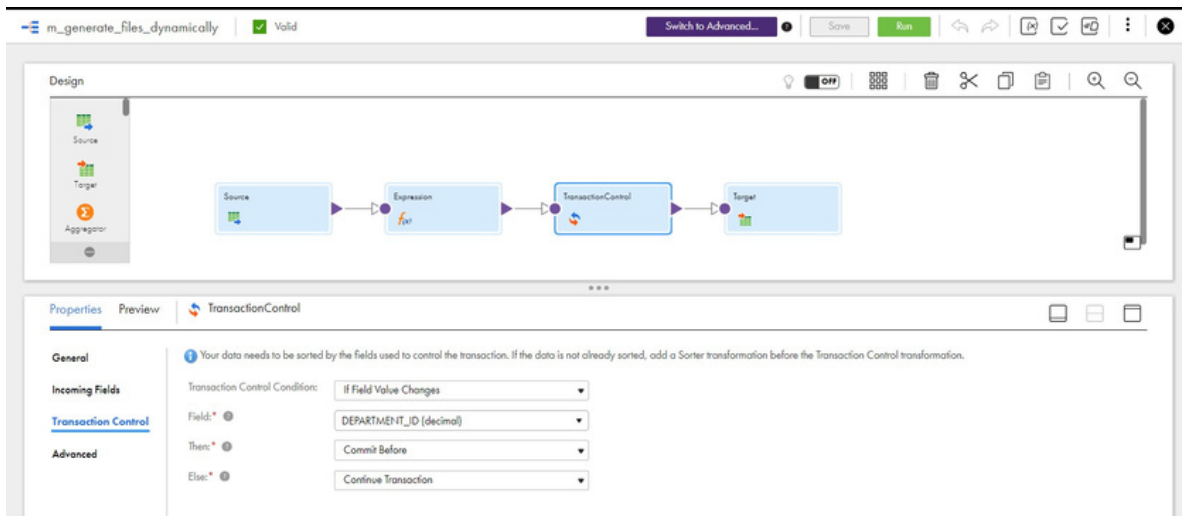 m_generate_files_dynamically Valid Switch to Advanced... Save Run
Design OFF
Source
Target
Aggregator
Source Expression TransactionControl Target
Properties Preview TransactionControl
General Your data needs to be sorted by the fields used to control the transaction. If the data is not already sorted, add a Sorter transformation before the Transaction Control transformation.
Incoming Fields Transaction Control Condition: If Field Value Changes
Transaction Control Field:* DEPARTMENT_ID (decimal)
Advanced Then:* Commit Before
Else:* Continue Transaction